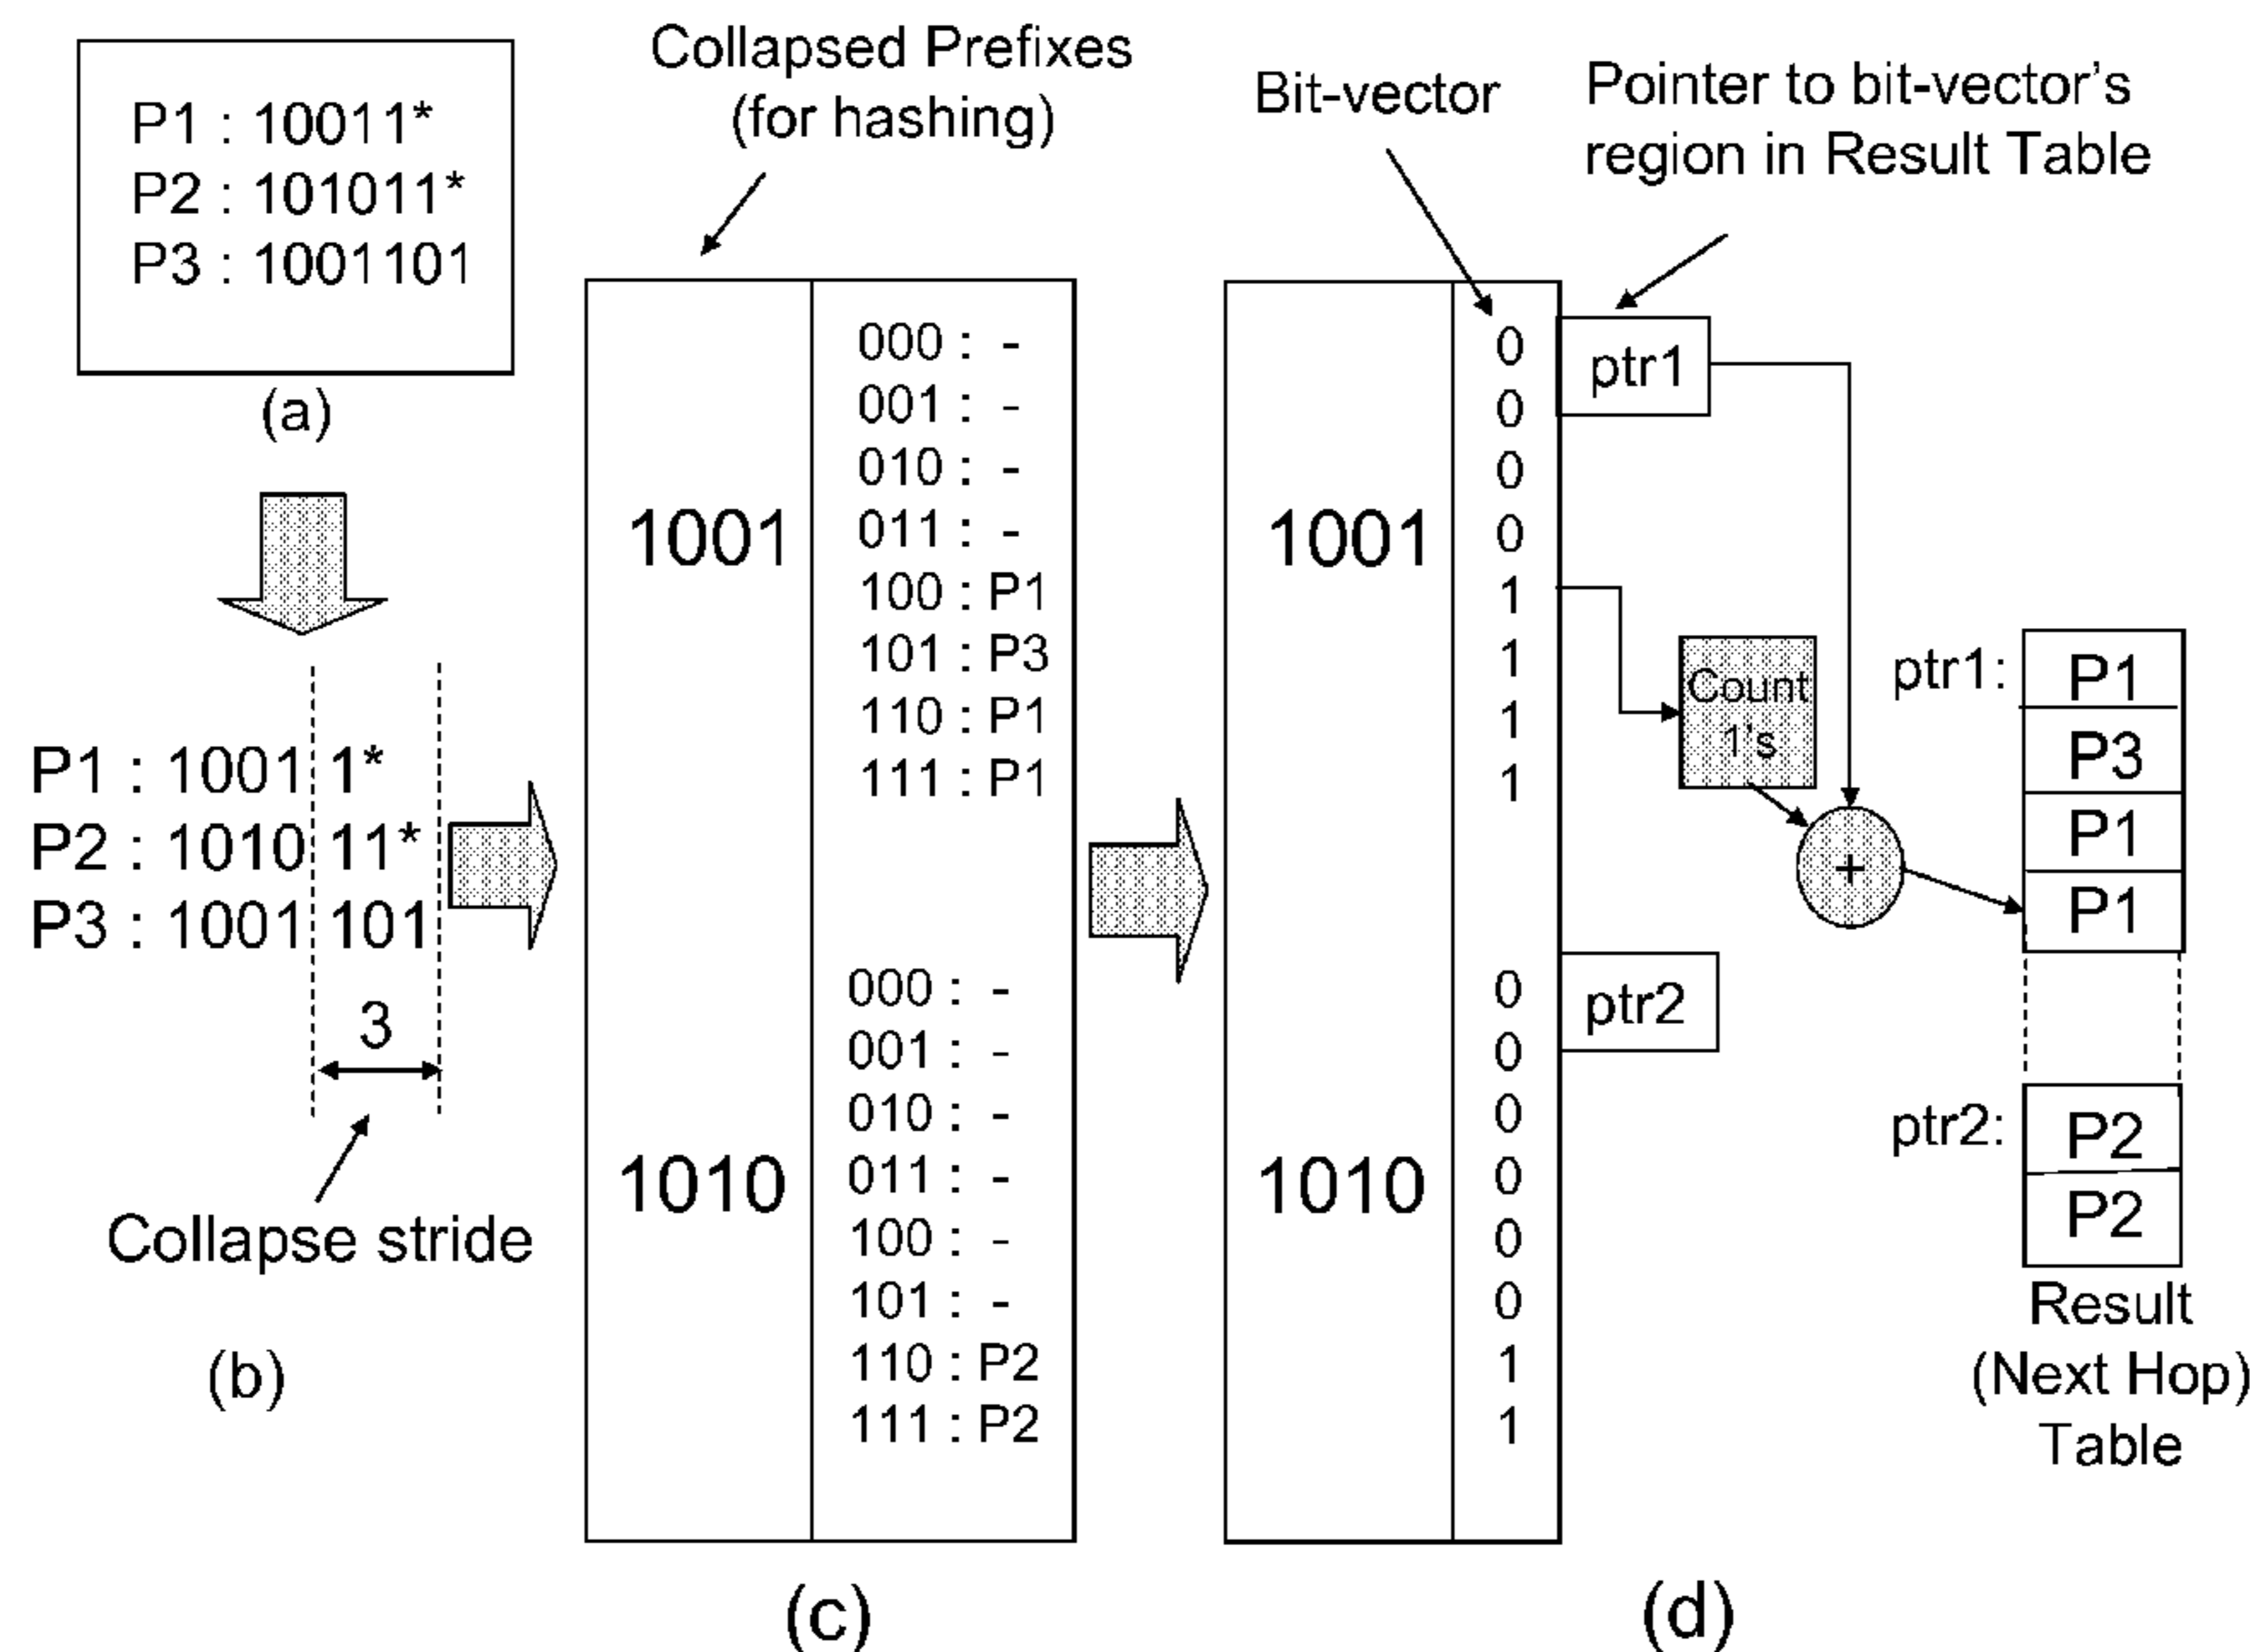 P1 : 10011*
P2 : 101011*
P3 : 1001101
(a)
P1 : 1001 1*
P2 : 1010 11*
P3 : 1001 101
3
Collapse stride
(b)
Collapsed Prefixes
(for hashing)
1001
000 : -
001 : -
010 : -
011 : -
100 : P1
101 : P3
110 : P1
111 : P1
1010
000 : -
001 : -
010 : -
011 : -
100 : -
101 : -
110 : P2
111 : P2
(c)
Bit-vector
Pointer to bit-vector's
region in Result Table
1001
0
0
0
0
1
1
1
1
ptr1
Count
1's
+
1010
0
0
0
0
0
0
1
1
ptr2
ptr1:
P1
P3
P1
P1
ptr2:
P2
P2
Result
(Next Hop)
Table
(d)